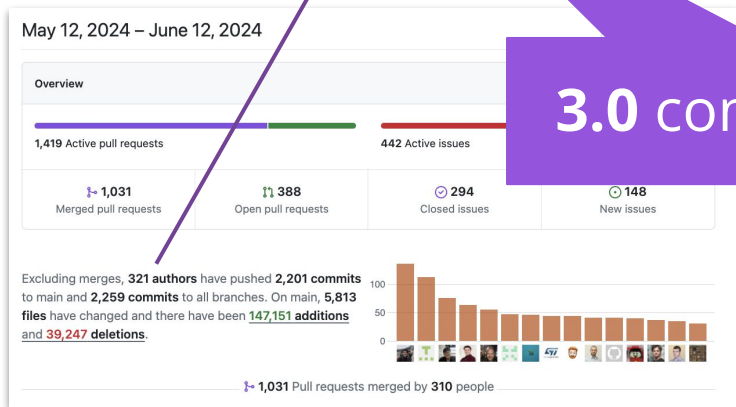 May 12, 2024 – June 12, 2024
Overview
3.0 con
1,419 Active pull requests
442 Active issues
1,031
Merged pull requests
388
Open pull requests
294
Closed issues
148
New issues
Excluding merges, 321 authors have pushed 2,201 commits
to main and 2,259 commits to all branches. On main, 5,813
files have changed and there have been 147,151 additions
and 39,247 deletions.
100
50
0
1,031 Pull requests merged by 310 people